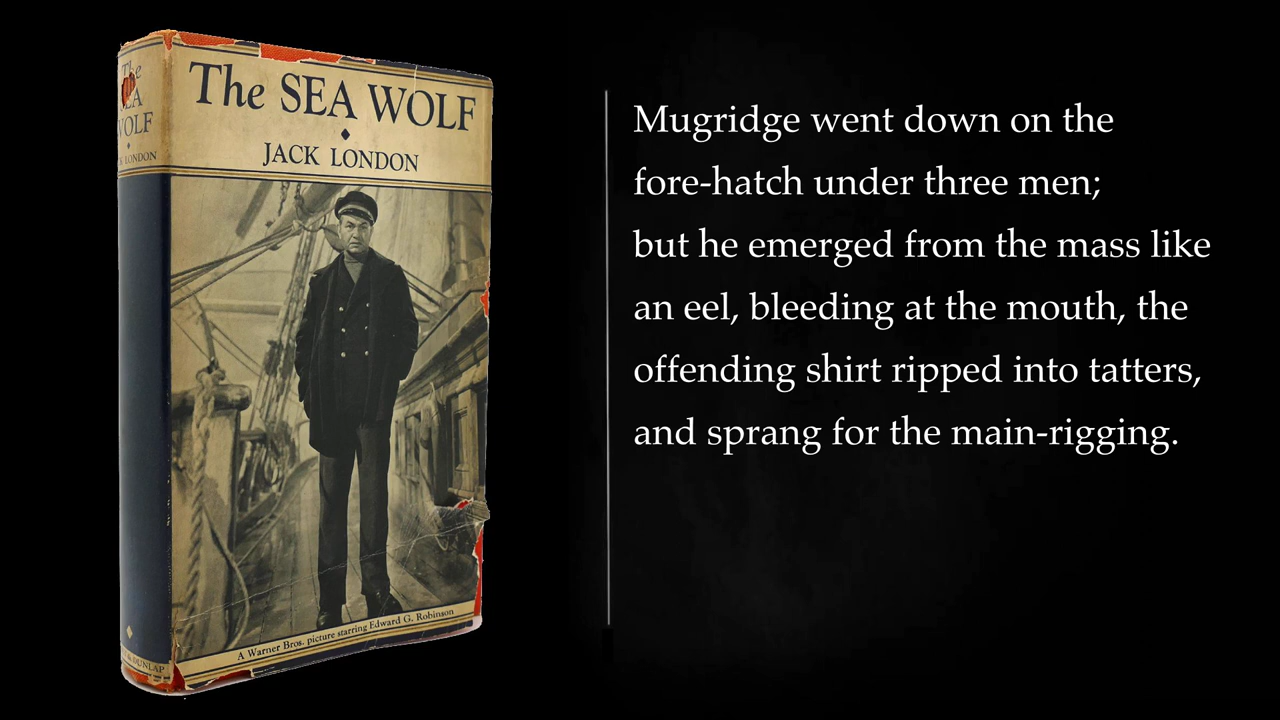 The SEA WOLF
JACK LONDON
A Warner Bros. picture starring Edward G. Robinson
The
WOLF
LONDON
DUNLAP
Mugridge went down on the
fore-hatch under three men;
but he emerged from the mass like
an eel, bleeding at the mouth, the
offending shirt ripped into tatters,
and sprang for the main-rigging.